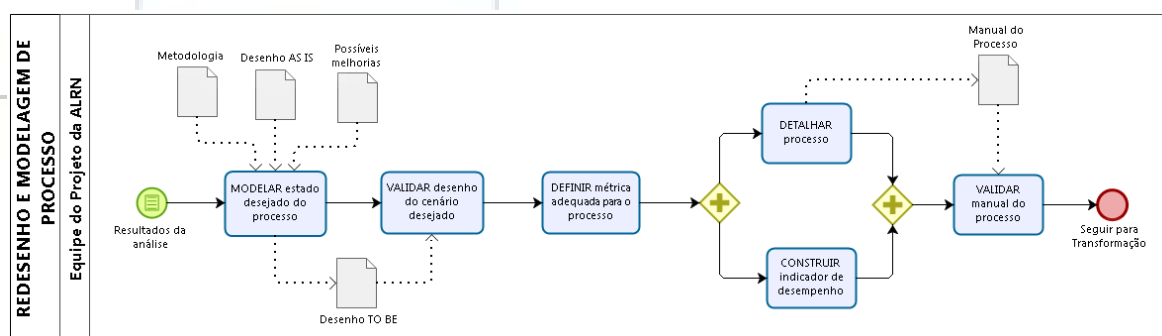 REDESENHO E MODELAGEM DE
PROCESSO
Equipe do Projeto da ALRN
Metodologia
Desenho AS IS
Possíveis
melhorias
Resultados da
análise
MODELAR estado
desejado do
processo
Desenho TO BE
VALIDAR desenho
do cenário
desejado
DEFINIR métrica
adequada para o
processo
DETALHAR
processo
CONSTRUIR
indicador de
desempenho
Manual do
Processo
VALIDAR
manual do
processo
Seguir para
Transformação